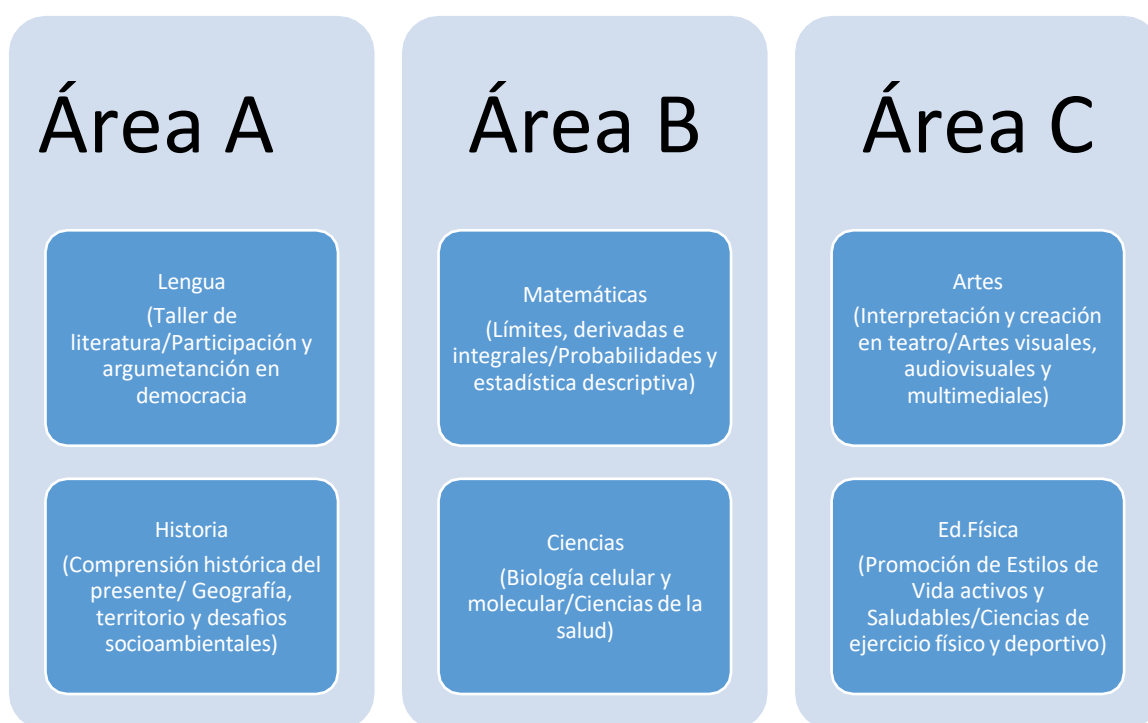 Área A
Lengua
(Taller de
literatura/Participación y
argumetanción en
democracia
Historia
(Comprensión histórica del
presente/ Geografía,
territorio y desafìos
socioambientales)
Área B
Matemáticas
(Límites, derivadas e
integrales/Probabilidades y
estadística descriptiva)
Ciencias
(Biología celular y
molecular/Ciencias de la
salud)
Área C
Artes
(Interpretación y creación
en teatro/Artes visuales,
audiovisuales y
multimediales)
Ed.Física
(Promoción de Estilos de
Vida activos y
Saludables/Ciencias de
ejercicio físico y deportivo)